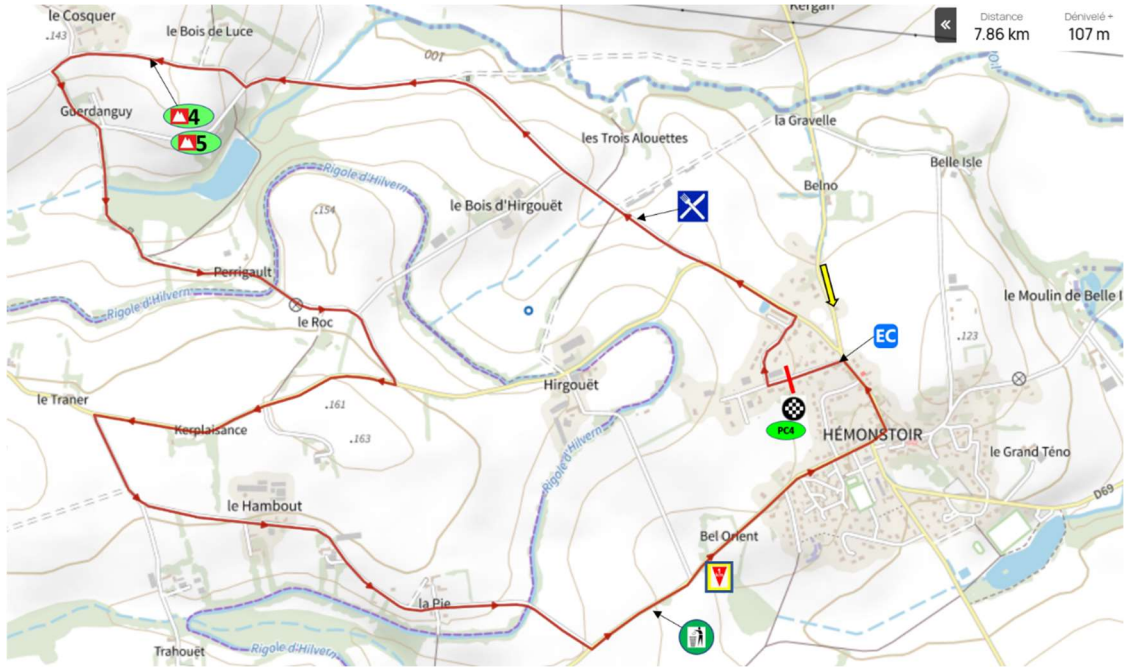 le Cosquer
Kergan
.143
le Bois de Luce
«
Distance
Dénivelé +
7.86 km
107 m
001
Guerdanguy
4
5
les Trois Alouettes
la Gravelle
Belle Isle
Rigole d'Hilvern
Belno
le Bois d'Hirgouët
.154
Perrigault
Rigole d'Hilvern
le Roc
le Moulin de Belle I
EC
.123
le Traner
Hirgouët
.161
PC4
Kerplaisance
.163
HÉMONSTOIR
le Grand Téno
Rigole d'Hilvern
D69
le Hambout
Bel Orient
1
la Pie
Trahouët
Rigole d'Hilvern